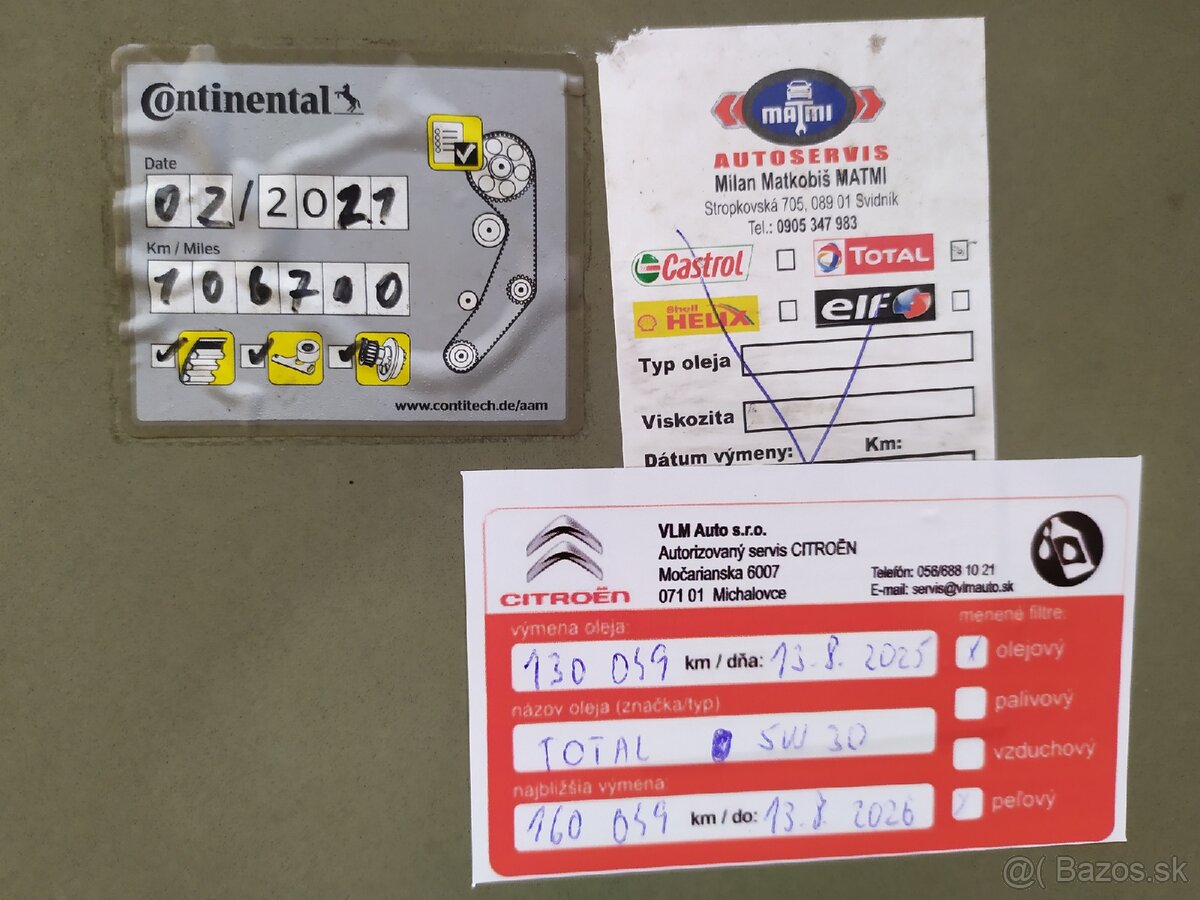 Continental
Date
02/2021
Km / Miles
106700
www.contitech.de/aam
MATMI
AUTOSERVIS
Milan Matkobiš MATMI
Stropkovská 705, 089 01 Svidník
Tel.: 0905 347 983
Castrol
TOTAL
Shell HELIX
elf
Typ oleja
Viskozita
Dátum výmeny: Km:
VLM Auto s.r.o.
Autorizovaný servis CITROËN
Močarianska 6007
071 01 Michalovce
Telefón: 056/688 10 21
E-mail: servis@vlmauto.sk
CITROËN
výmena oleja:
130 049 km / dňa: 13.8. 2025
názov oleja (značka/typ)
TOTAL 5W 30
najbližšia výmena:
160 049 km / do: 13.8 2026
menené filtre:
olejový
palivový
vzduchový
peľový
@( Bazos.sk